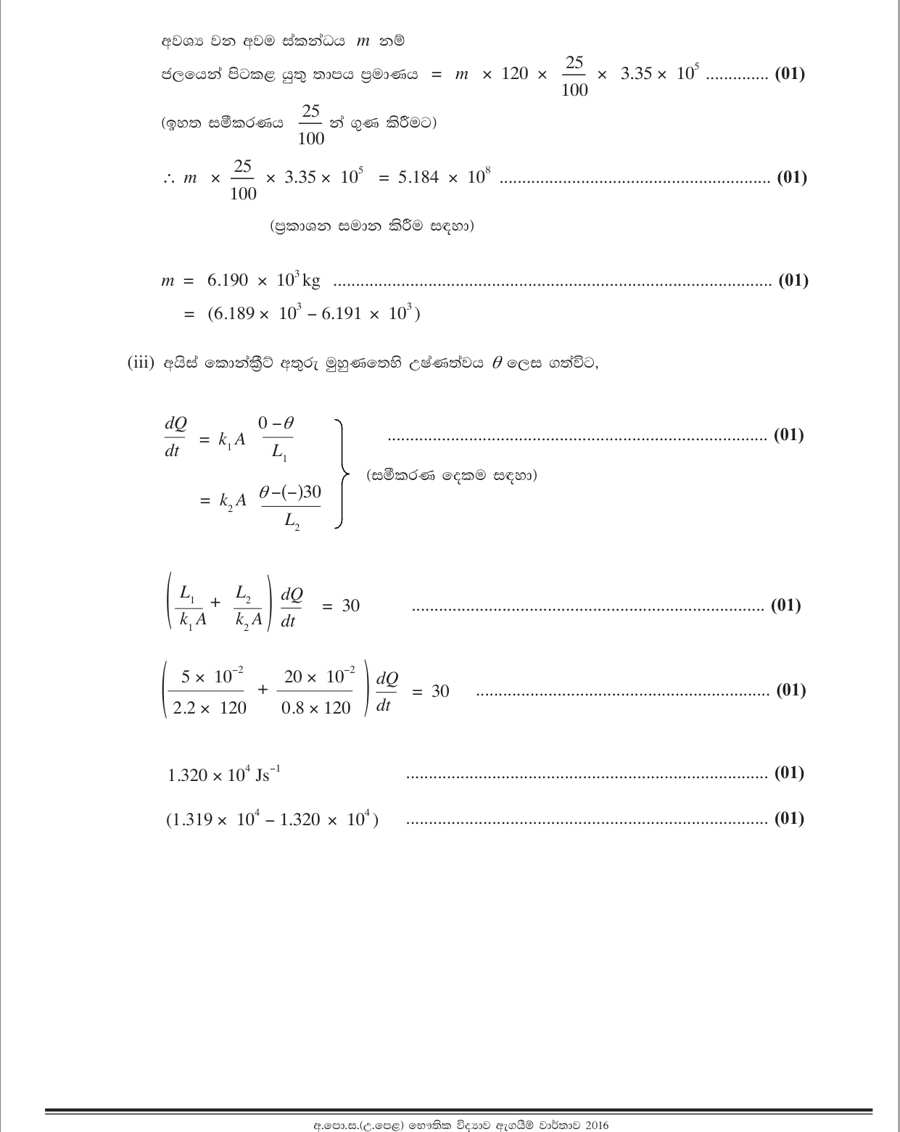 අවශ්‍ය වන අවම ස්කන්ධය m නම්
ජලයෙන් පිටකළ යුතු තාපය ප්‍රමාණය = m × 120 × 25/100 × 3.35 × 10⁵ .............. (01)
(ඉහත සමීකරණය 25/100 න් ගුණ කිරීමට)
∴ m × 25/100 × 3.35 × 10⁵ = 5.184 × 10⁸ ............................................................ (01)
(ප්‍රකාශන සමාන කිරීම සඳහා)
m = 6.190 × 10³ kg ................................................................................................. (01)
= (6.189 × 10³ – 6.191 × 10³)
(iii) අයිස් කොන්ක්‍රීට් අතුරු මුහුණතෙහි උෂ්ණත්වය θ ලෙස ගත්විට,
dQ/dt = k₁A (0 – θ)/L₁ .................................................................................... (01)
(සමීකරණ දෙකම සඳහා)
= k₂A (θ–(–)30)/L₂
(L₁/k₁A + L₂/k₂A) dQ/dt = 30 .............................................................................. (01)
(5 × 10⁻²/2.2 × 120 + 20 × 10⁻²/0.8 × 120) dQ/dt = 30 ................................................................. (01)
1.320 × 10⁴ Js⁻¹ ................................................................................ (01)
(1.319 × 10⁴ – 1.320 × 10⁴) ................................................................................ (01)
අ.පො.ස.(උ.පෙළ) භෞතික විද්‍යාව ඇගයීම් වාර්තාව 2016